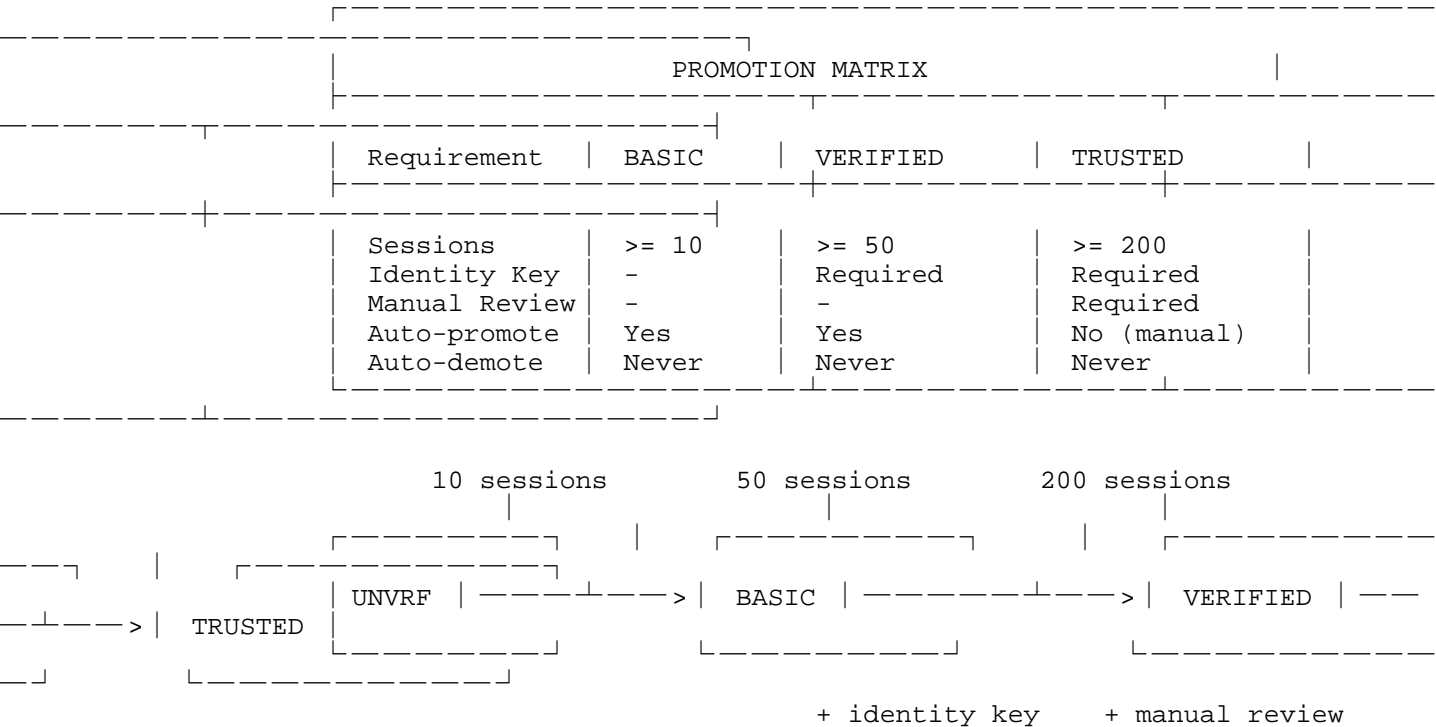 PROMOTION MATRIX
Requirement BASIC VERIFIED TRUSTED
Sessions >= 10 >= 50 >= 200
Identity Key - Required Required
Manual Review - - Required
Auto-promote Yes Yes No (manual)
Auto-demote Never Never Never
10 sessions 50 sessions 200 sessions
UNVRF > BASIC > VERIFIED
> TRUSTED
+ identity key + manual review